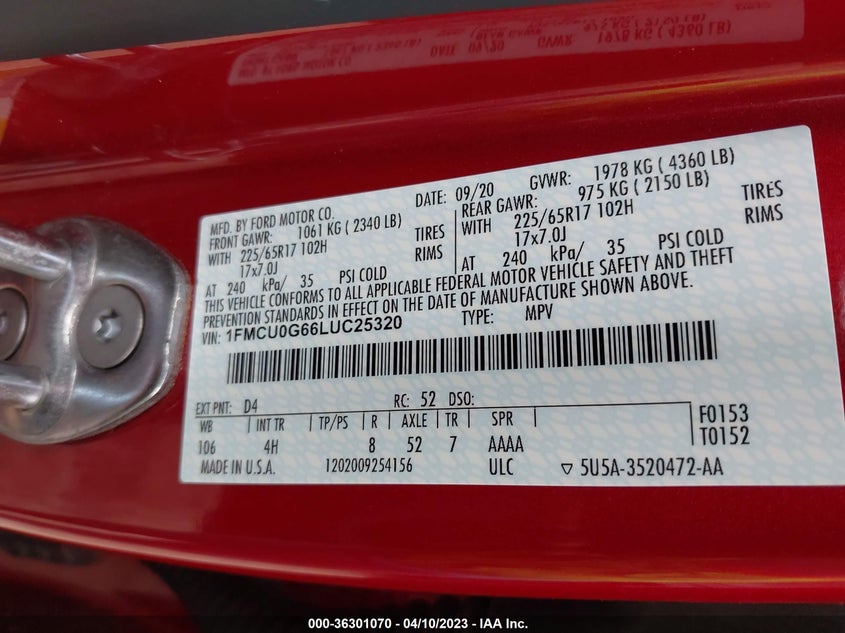 MFD. BY FORD MOTOR CO.
DATE: 09/20 GVWR: 1978 KG ( 4360 LB)
FRONT GAWR: 1061 KG ( 2340 LB)
REAR GAWR: 975 KG ( 2150 LB)
WITH 225/65R17 102H TIRES
WITH 225/65R17 102H TIRES
17x7.0J RIMS
17x7.0J RIMS
AT 240 kPa/ 35 PSI COLD
AT 240 kPa/ 35 PSI COLD
THIS VEHICLE CONFORMS TO ALL APPLICABLE FEDERAL MOTOR VEHICLE SAFETY AND THEFT
PREVENTION STANDARDS IN EFFECT ON THE DATE OF MANUFACTURE SHOWN ABOVE.
VIN: 1FMCU0G66LUC25320 TYPE: MPV
EXT PNT: D4 RC: 52 DSO:
WB INT TR TP/PS R AXLE TR SPR
106 4H 8 52 7 AAAA
F0153
T0152
MADE IN U.S.A. 1202009254156 ULC ▽ 5U5A-3520472-AA
000-36301070 - 04/10/2023 - IAA Inc.